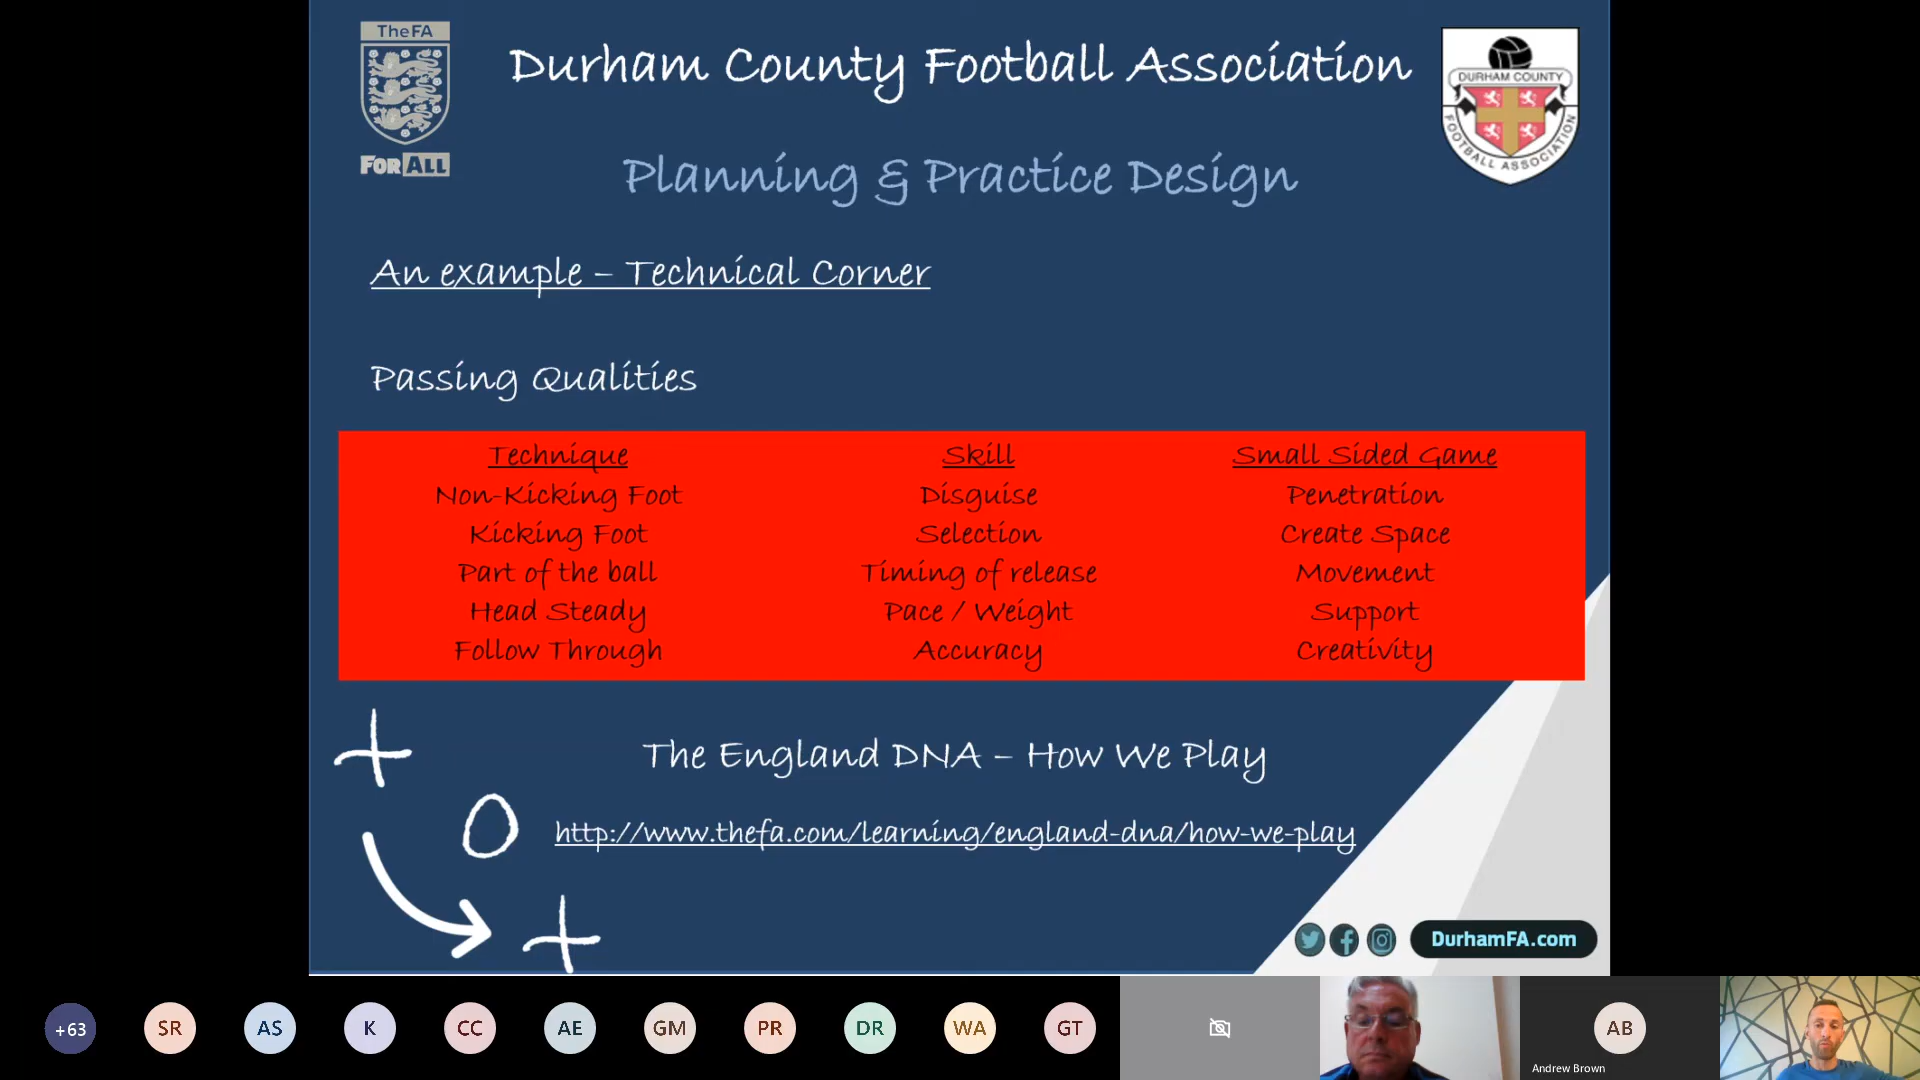 The FA
FOR ALL
Durham County Football Association
DURHAM COUNTY
FOOTBALL ASSOCIATION
Planning & Practice Design
An example – Technical Corner
Passing Qualities
Technique Skill Small Sided Game
Non-Kicking Foot Disguise Penetration
Kicking Foot Selection Create Space
Part of the ball Timing of release Movement
Head Steady Pace / Weight Support
Follow Through Accuracy Creativity
The England DNA – How We Play
http://www.thefa.com/learning/england-dna/how-we-play
DurhamFA.com
+63 SR AS K CC AE GM PR DR WA GT AB
Andrew Brown